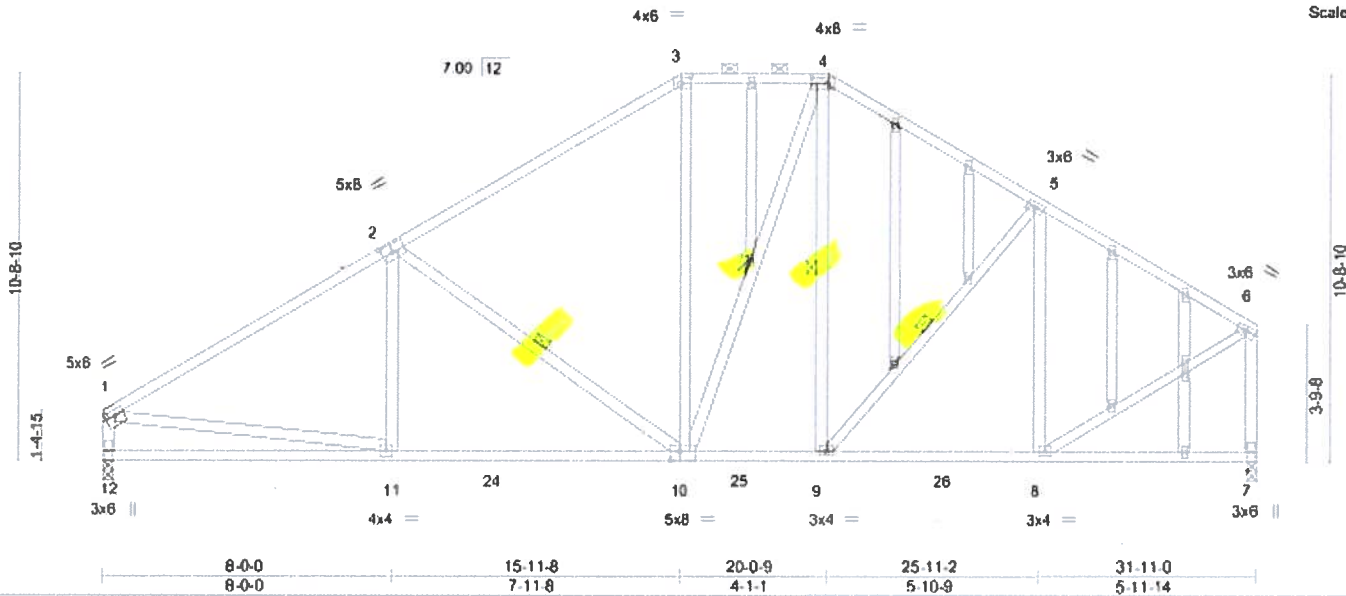 4x6 =
4x8 =
Scale
3
4
7.00 12
3x6
5
5x8
2
3x6
6
10-8-10
10-8-10
5x6
1
1-4-15
3-9-8
12
11
24
10
25
9
26
8
7
3x6 ||
4x4 =
5x8 =
3x4 =
3x4 =
3x6 ||
8-0-0
15-11-8
20-0-9
25-11-2
31-11-0
8-0-0
7-11-8
4-1-1
5-10-9
5-11-14